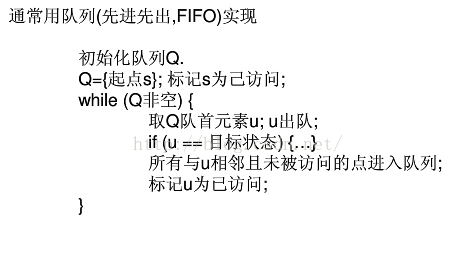 通常用队列(先进先出,FIFO)实现
初始化队列Q.
Q={起点s}; 标记s为己访问;
while (Q非空) {
取Q队首元素u; u出队;
if (u == 目标状态) {…}
所有与u相邻且未被访问的点进入队列;
标记u为己访问;
}